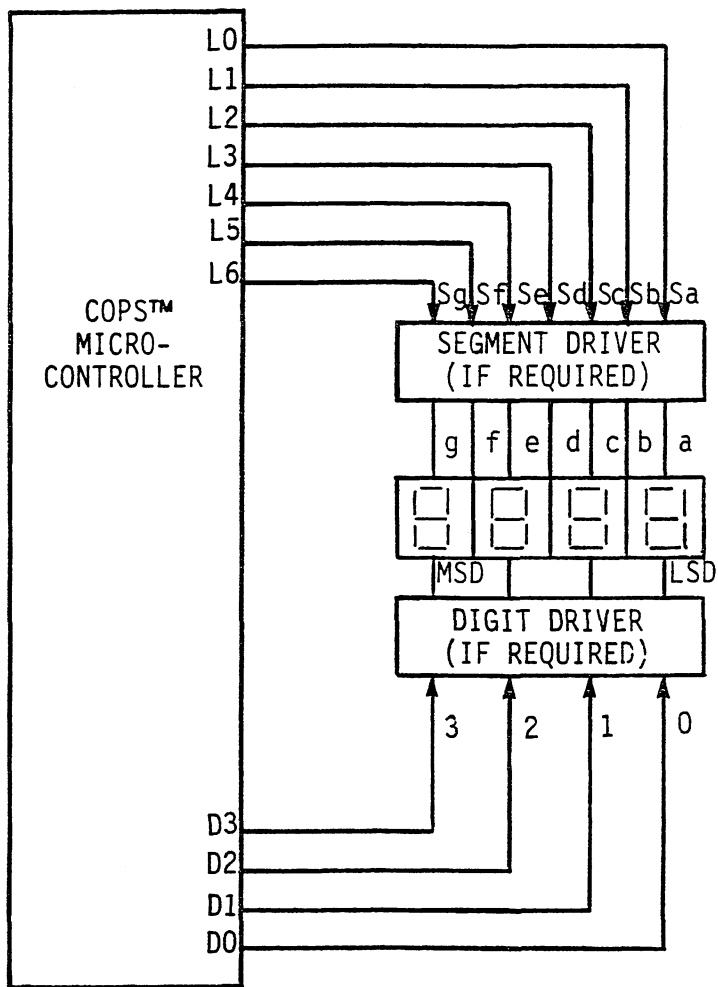 L0
L1
L2
L3
L4
L5
L6
COPS™
MICRO-
CONTROLLER
Sg Sf Se Sd Sc Sb Sa
SEGMENT DRIVER
(IF REQUIRED)
g f e d c b a
MSD LSD
DIGIT DRIVER
(IF REQUIRED)
3 2 1 0
D3
D2
D1
D0